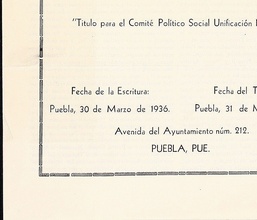 "Título para el Comité Político Social Unificación
Fecha de la Escritura: Fecha del T
Puebla, 30 de Marzo de 1936. Puebla, 31 de M
Avenida del Ayuntamiento núm. 212.
PUEBLA, PUE.